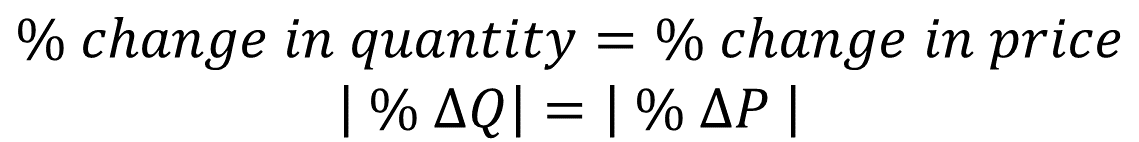 % change in quantity = % change in price
| % ΔQ| = | % ΔP |